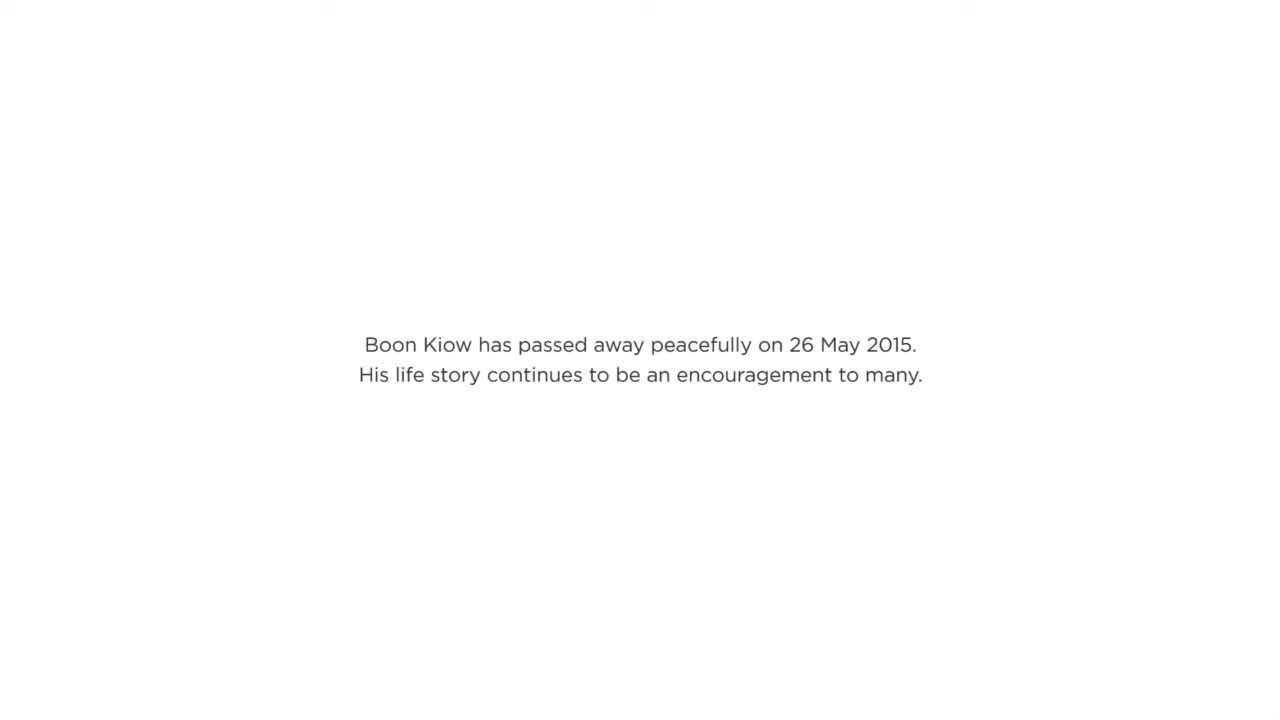 Boon Kiow has passed away peacefully on 26 May 2015.
His life story continues to be an encouragement to many.